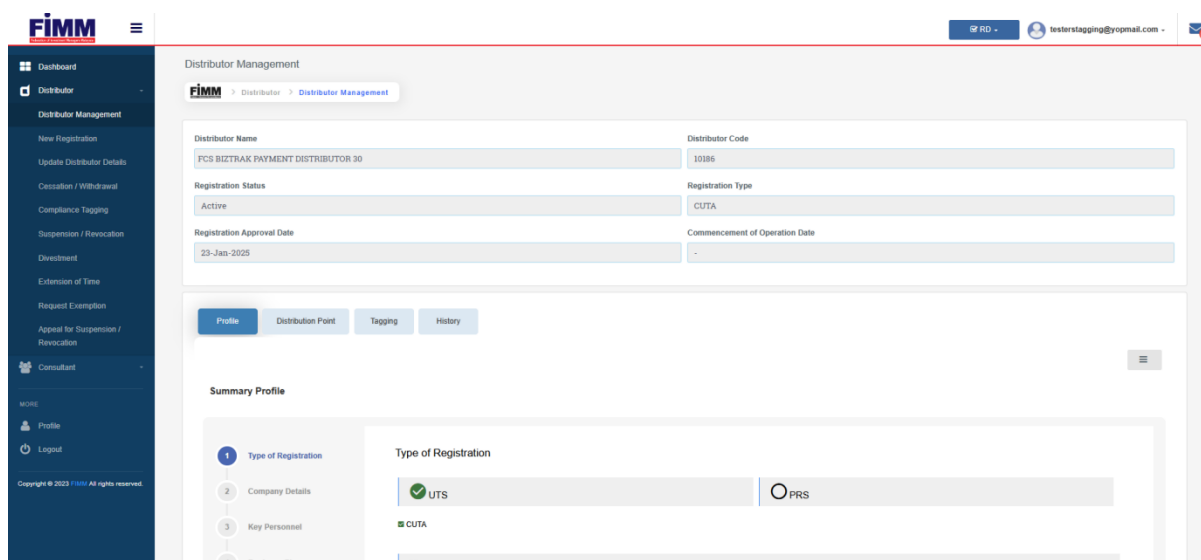 FiMM
RD
testerstagging@yopmail.com
Dashboard
Distributor
Distributor Management
New Registration
Update Distributor Details
Cessation / Withdrawal
Compliance Tagging
Suspension / Revocation
Divestment
Extension of Time
Request Exemption
Appeal for Suspension /
Revocation
Consultant
MORE
Profile
Logout
Copyright © 2023 FIMM All rights reserved.
Distributor Management
FiMM > Distributor > Distributor Management
Distributor Name
FCS BIZTRAK PAYMENT DISTRIBUTOR 30
Distributor Code
10186
Registration Status
Active
Registration Type
CUTA
Registration Approval Date
23-Jan-2025
Commencement of Operation Date
-
Profile
Distribution Point
Tagging
History
Summary Profile
1 Type of Registration
2 Company Details
3 Key Personnel
Type of Registration
UTS
PRS
CUTA